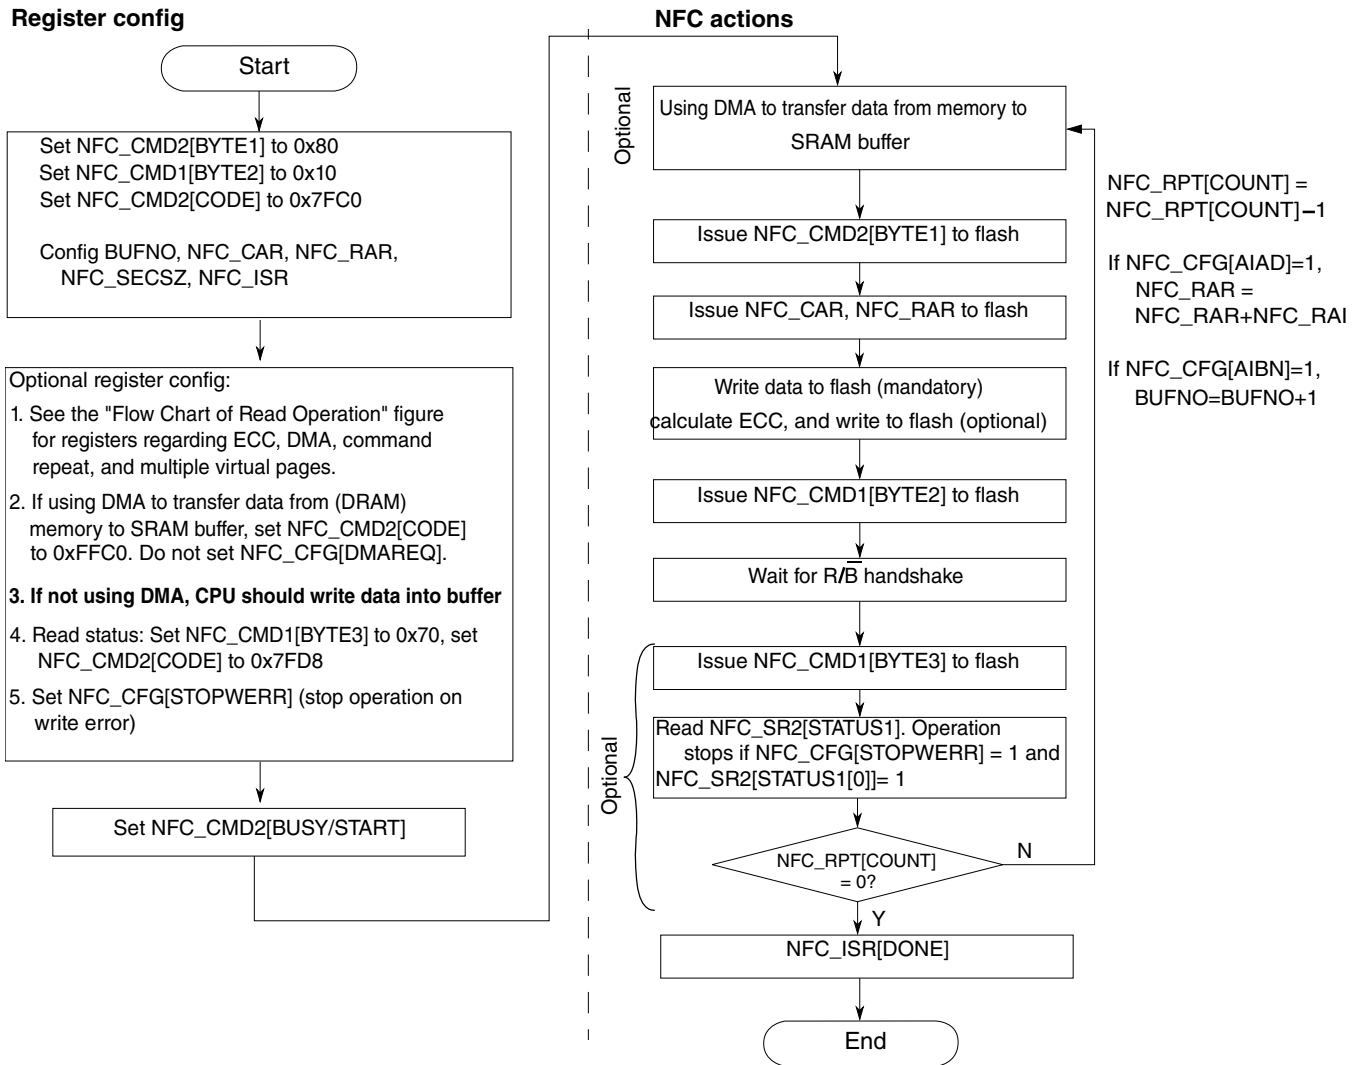 Register config
Start
Set NFC_CMD2[BYTE1] to 0x80
Set NFC_CMD1[BYTE2] to 0x10
Set NFC_CMD2[CODE] to 0x7FC0
Config BUFNO, NFC_CAR, NFC_RAR,
NFC_SECSZ, NFC_ISR
Optional register config:
1. See the "Flow Chart of Read Operation" figure
for registers regarding ECC, DMA, command
repeat, and multiple virtual pages.
2. If using DMA to transfer data from (DRAM)
memory to SRAM buffer, set NFC_CMD2[CODE]
to 0xFFC0. Do not set NFC_CFG[DMAREQ].
3. If not using DMA, CPU should write data into buffer
4. Read status: Set NFC_CMD1[BYTE3] to 0x70, set
NFC_CMD2[CODE] to 0x7FD8
5. Set NFC_CFG[STOPWERR] (stop operation on
write error)
Set NFC_CMD2[BUSY/START]
NFC actions
Optional
Using DMA to transfer data from memory to
SRAM buffer
Issue NFC_CMD2[BYTE1] to flash
Issue NFC_CAR, NFC_RAR to flash
Write data to flash (mandatory)
calculate ECC, and write to flash (optional)
Issue NFC_CMD1[BYTE2] to flash
Wait for R/B̅ handshake
Optional
Issue NFC_CMD1[BYTE3] to flash
Read NFC_SR2[STATUS1]. Operation
stops if NFC_CFG[STOPWERR] = 1 and
NFC_SR2[STATUS1[0]]= 1
NFC_RPT[COUNT]
= 0?
N
Y
NFC_ISR[DONE]
End
NFC_RPT[COUNT] =
NFC_RPT[COUNT]–1
If NFC_CFG[AIAD]=1,
NFC_RAR =
NFC_RAR+NFC_RAI
If NFC_CFG[AIBN]=1,
BUFNO=BUFNO+1